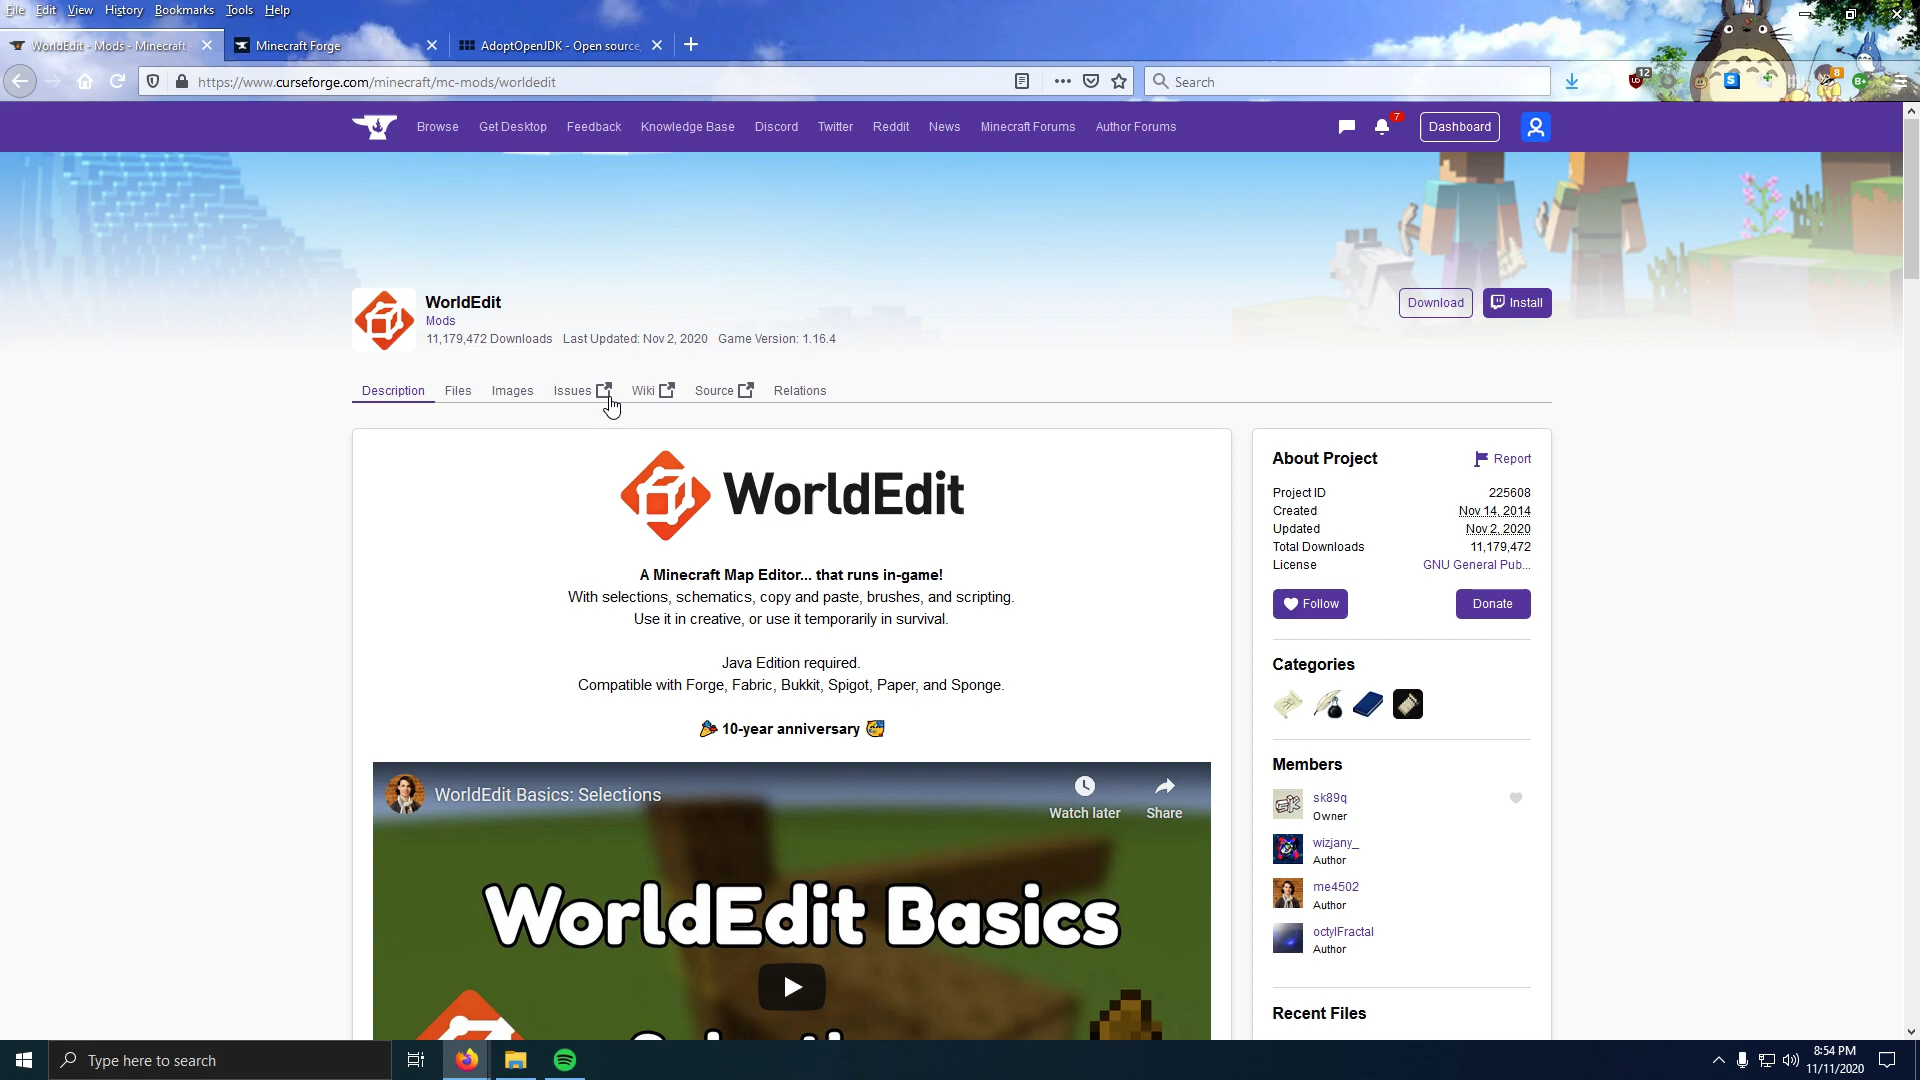 File Edit View History Bookmarks Tools Help
WorldEdit - Mods - Minecraft
Minecraft Forge
AdoptOpenJDK - Open source,
https://www.curseforge.com/minecraft/mc-mods/worldedit
Search
12
8
Browse Get Desktop Feedback Knowledge Base Discord Twitter Reddit News Minecraft Forums Author Forums
7
Dashboard
WorldEdit
Mods
11,179,472 Downloads Last Updated: Nov 2, 2020 Game Version: 1.16.4
Download
Install
Description Files Images Issues Wiki Source Relations
WorldEdit
A Minecraft Map Editor... that runs in-game!
With selections, schematics, copy and paste, brushes, and scripting.
Use it in creative, or use it temporarily in survival.
Java Edition required.
Compatible with Forge, Fabric, Bukkit, Spigot, Paper, and Sponge.
🎉 10-year anniversary 🥳
WorldEdit Basics: Selections
Watch later
Share
WorldEdit Basics
About Project
Report
Project ID 225608
Created Nov 14, 2014
Updated Nov 2, 2020
Total Downloads 11,179,472
License GNU General Pub...
Follow
Donate
Categories
Members
sk89q
Owner
wizjany_
Author
me4502
Author
octylFractal
Author
Recent Files
Type here to search
8:54 PM
11/11/2020